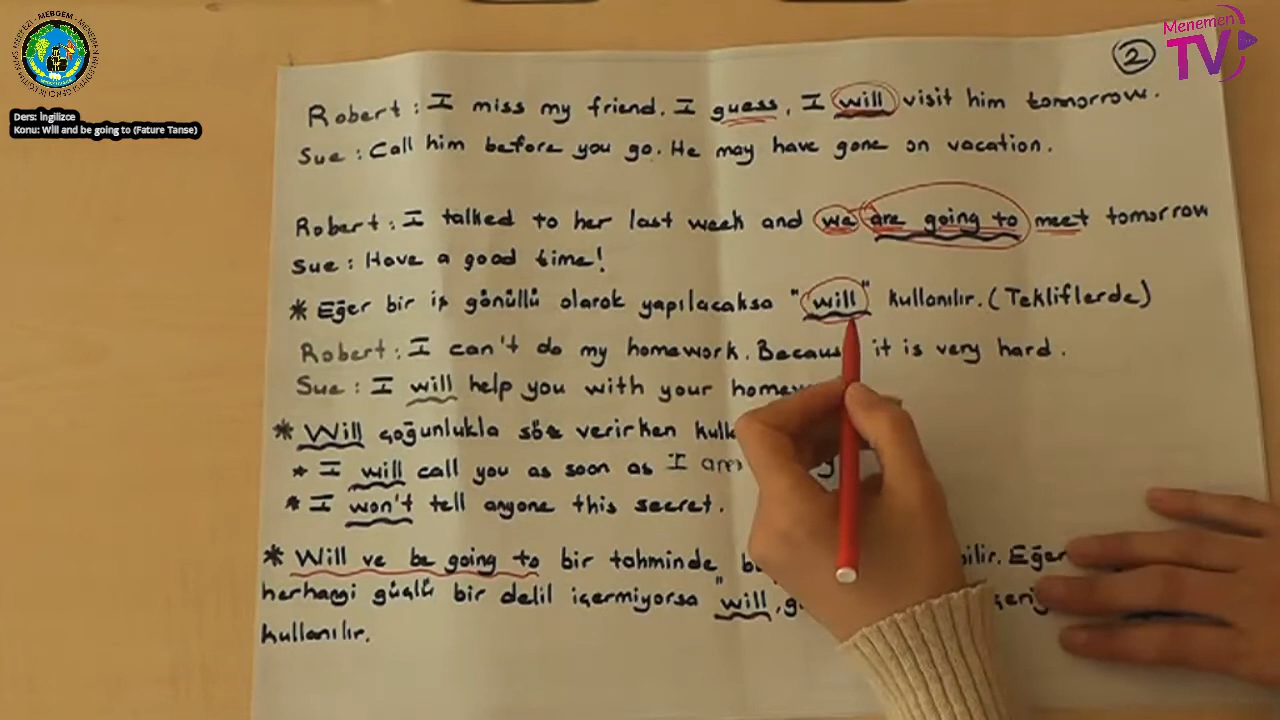 Menemen
TV
Ders: İngilizce
Konu: Will and be going to (Fature Tanse)
2
Robert: I miss my friend. I guess, I will visit him tomorrow.
Sue: Call him before you go. He may have gone on vacation.
Robert: I talked to her last week and we are going to meet tomorrow
Sue: Have a good time!
* Eğer bir iş gönüllü olarak yapılacaksa "will" kullanılır. (Tekliflerde)
Robert: I can't do my homework. Becaus it is very hard.
Sue: I will help you with your
* Will çoğunlukla söz verirken
* I will call you as soon as I am
* I won't tell anyone this secret.
* Will ve be going to bir tahminde Eğer
herhangi güçlü bir delil içermiyorsa "will",
kullanılır.